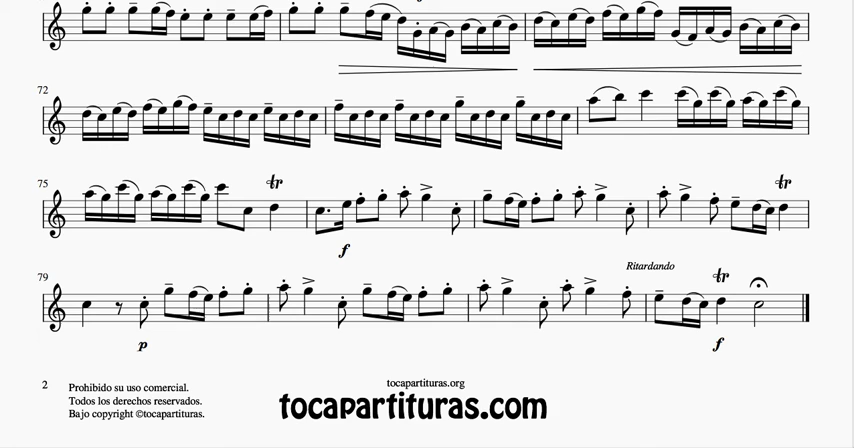 72
75
tr
tr
f
79
Ritardando
tr
p
f
2
Prohibido su uso comercial.
Todos los derechos reservados.
Bajo copyright ©tocapartituras.
tocapartituras.org
tocapartituras.com